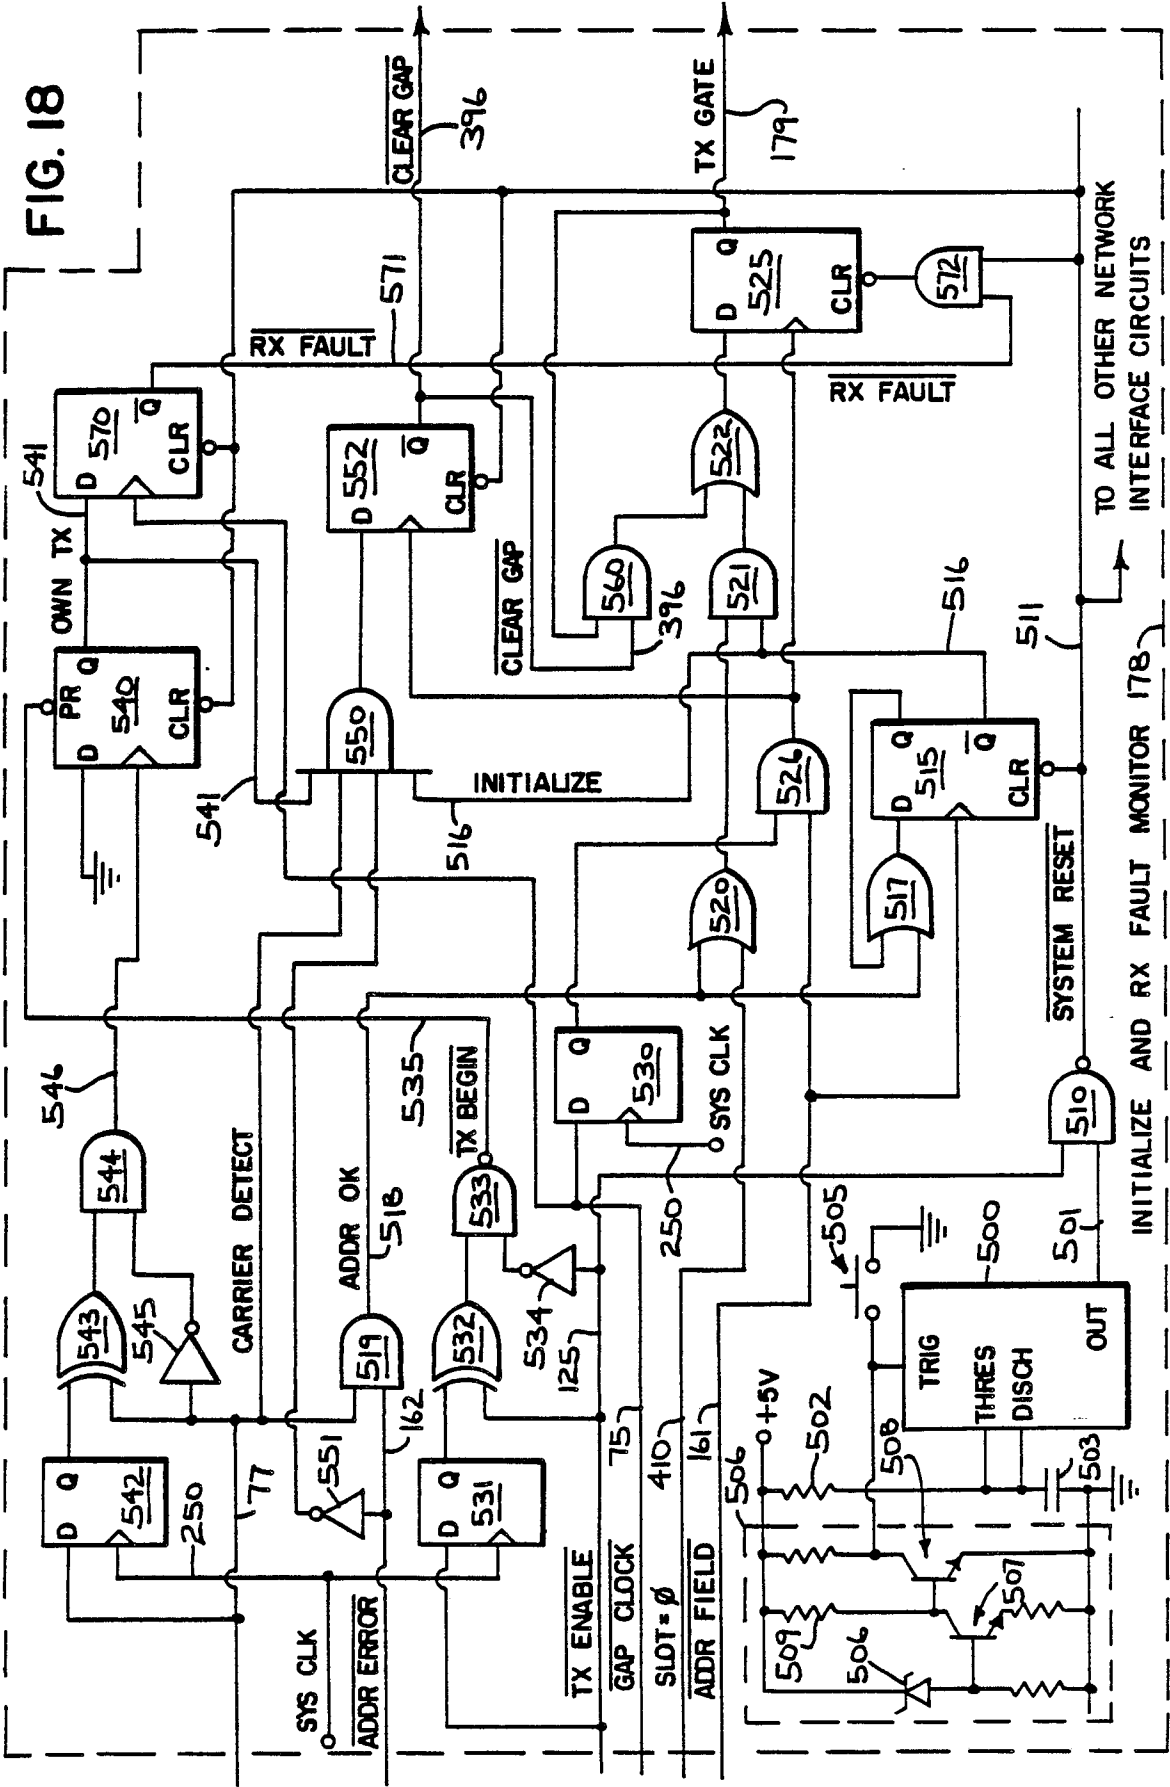 FIG. 18
CLEAR GAP
396
TX GATE
179
RX FAULT
571
RX FAULT
541
OWN TX
D
570
Q
CLR
PR
D
540
Q
CLR
541
D
552
Q
CLR
CLEAR GAP
396
D
525
Q
CLR
572
522
560
521
516
550
INITIALIZE
516
526
D
515
Q
Q
CLR
517
520
511
TO ALL OTHER NETWORK
INTERFACE CIRCUITS
SYSTEM RESET
INITIALIZE AND RX FAULT MONITOR 178
546
544
543
545
CARRIER DETECT
ADDR OK
518
519
162
535
TX BEGIN
533
532
534
125
D
530
Q
SYS CLK
250
510
501
500
505
TRIG
THRES
DISCH
OUT
D
542
Q
250
77
551
D
531
Q
SYS CLK
ADDR ERROR
TX ENABLE
GAP CLOCK
75
SLOT = Ø
410
ADDR FIELD
161
506
+5V
502
508
503
509
506
507